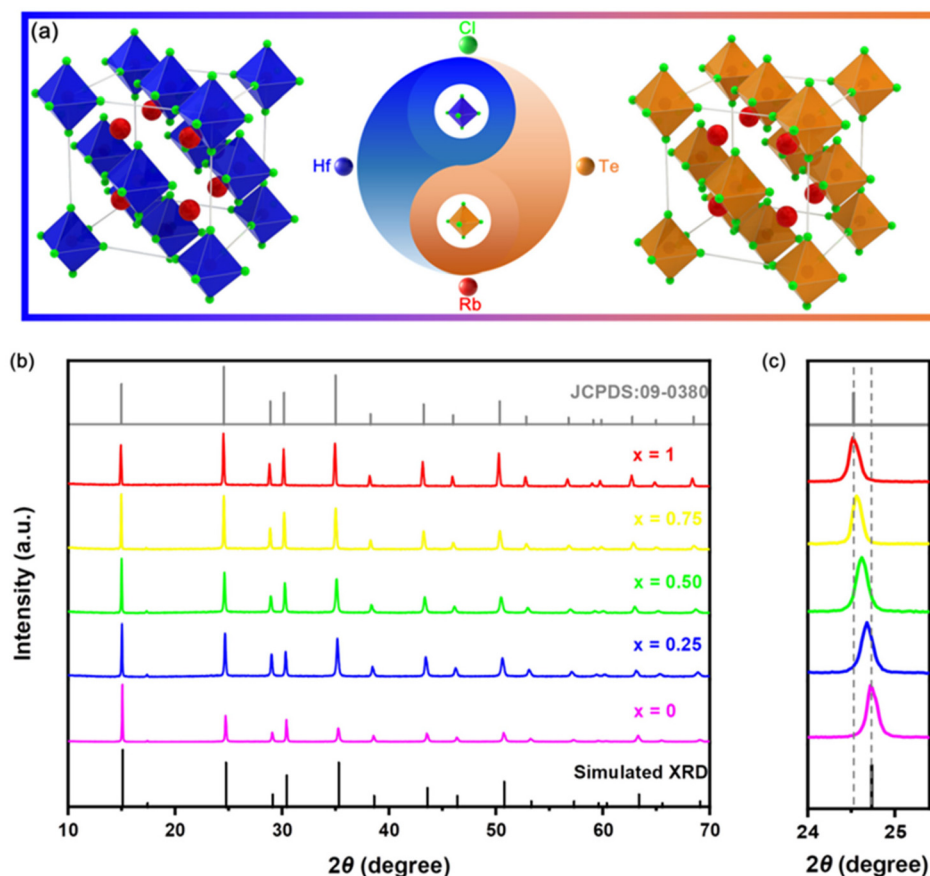 (a)
Cl
Hf
Te
Rb
(b)
(c)
JCPDS:09-0380
x = 1
x = 0.75
x = 0.50
x = 0.25
x = 0
Simulated XRD
Intensity (a.u.)
10 20 30 40 50 60 70
2θ (degree)
24 25
2θ (degree)